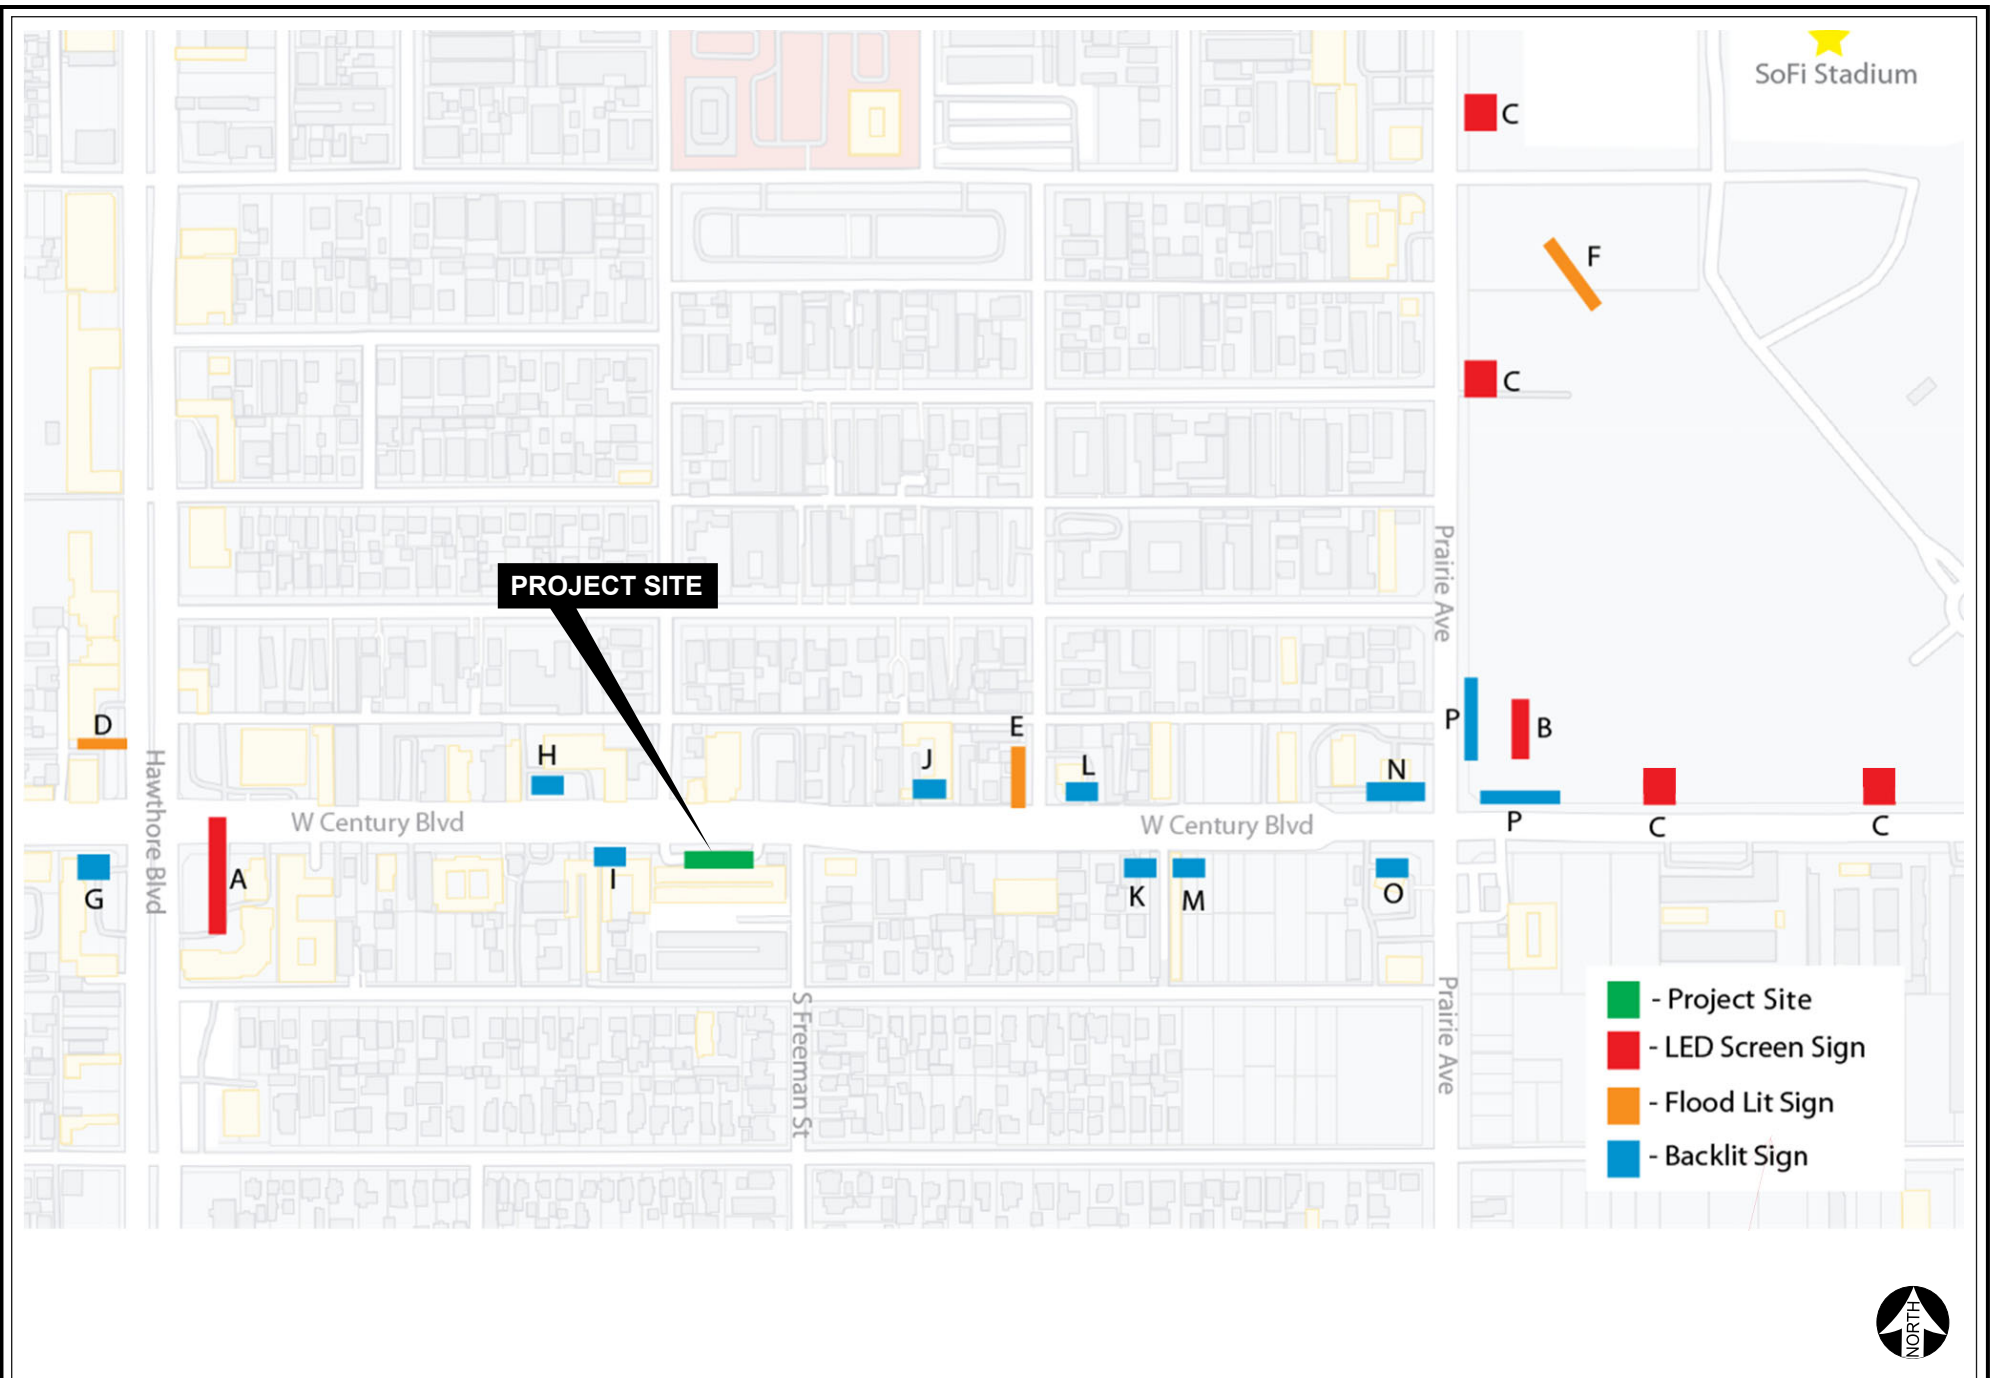 SoFi Stadium
C
F
C
Prairie Ave
PROJECT SITE
P
B
D
E
H
J
L
N
Hawthore Blvd
W Century Blvd
W Century Blvd
P
C
C
G
A
I
K
M
O
S Freeman St
Prairie Ave
- Project Site
- LED Screen Sign
- Flood Lit Sign
- Backlit Sign
NORTH